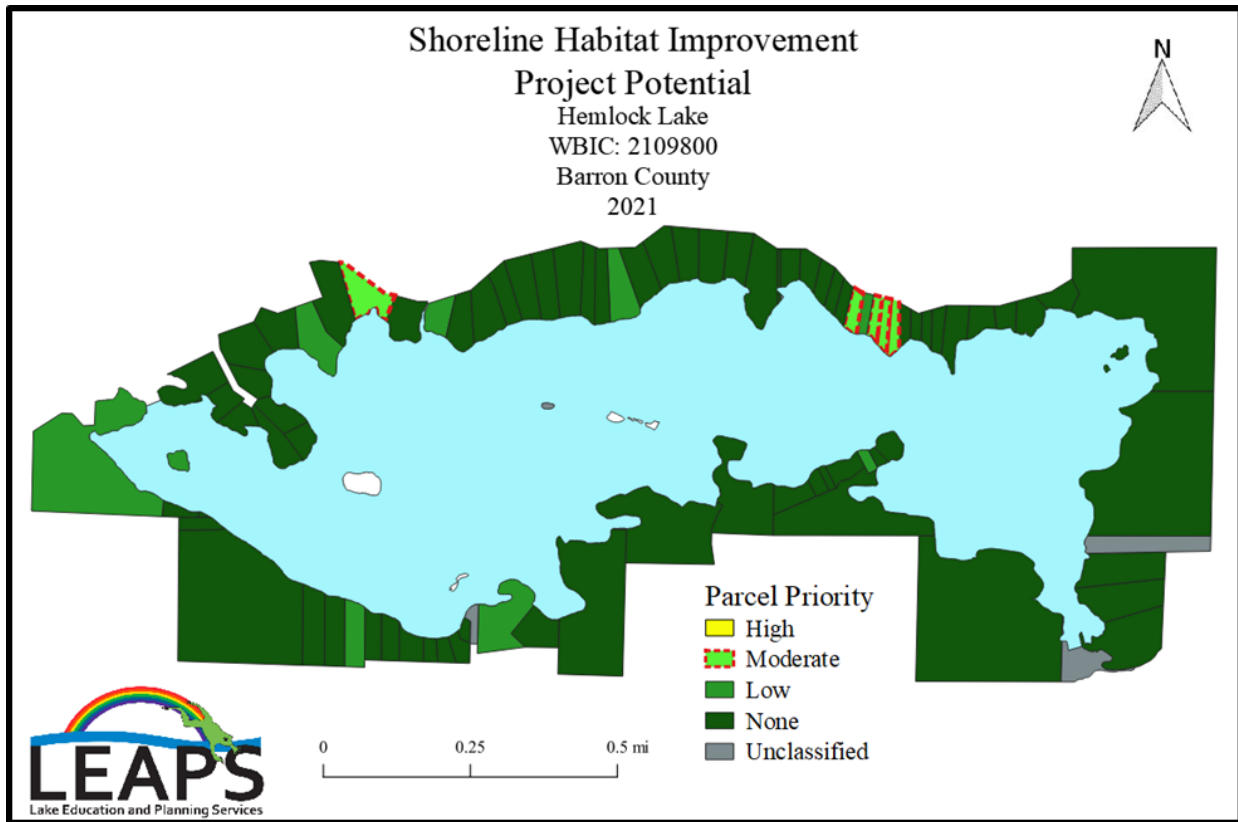 Shoreline Habitat Improvement
Project Potential
Hemlock Lake
WBIC: 2109800
Barron County
2021
N
Parcel Priority
High
Moderate
Low
None
Unclassified
0 0.25 0.5 mi
LEAPS
Lake Education and Planning Services